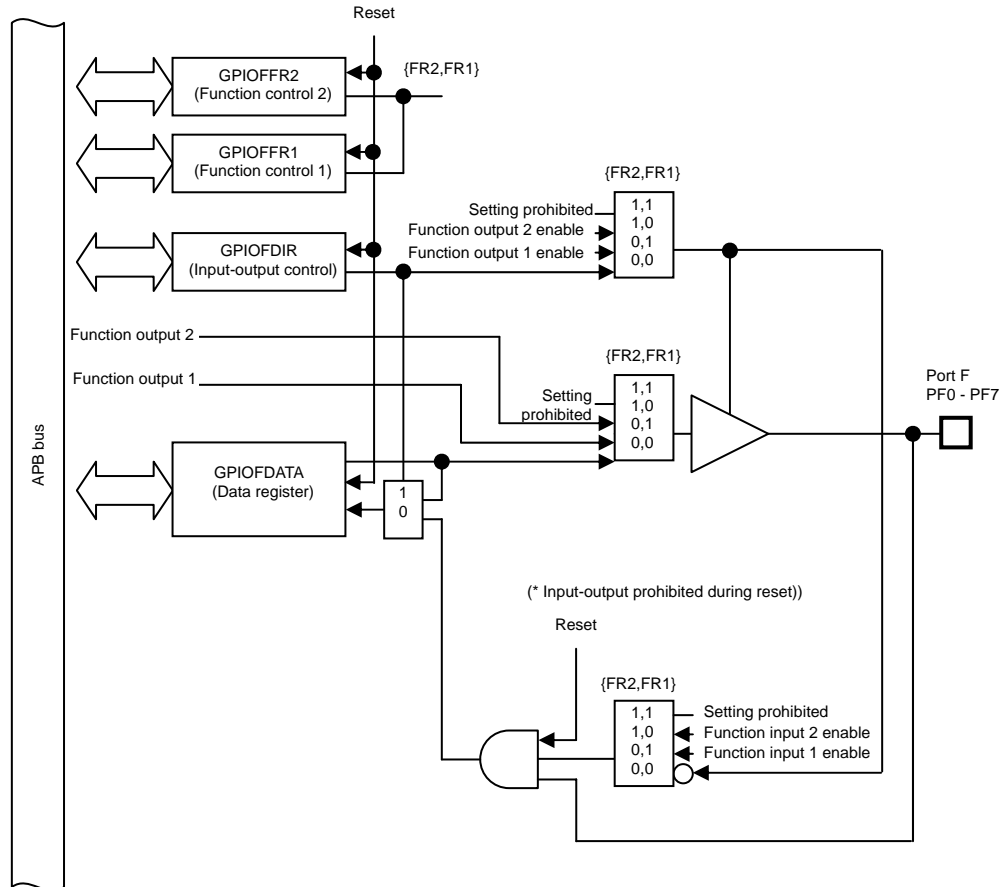 Reset
GPIOFFR2
(Function control 2)
{FR2,FR1}
GPIOFFR1
(Function control 1)
{FR2,FR1}
Setting prohibited
Function output 2 enable
Function output 1 enable
1,1
1,0
0,1
0,0
GPIOFDIR
(Input-output control)
Function output 2
Function output 1
{FR2,FR1}
Setting
prohibited
1,1
1,0
0,1
0,0
Port F
PF0 - PF7
APB bus
GPIOFDATA
(Data register)
1
0
(* Input-output prohibited during reset))
Reset
{FR2,FR1}
1,1
1,0
0,1
0,0
Setting prohibited
Function input 2 enable
Function input 1 enable